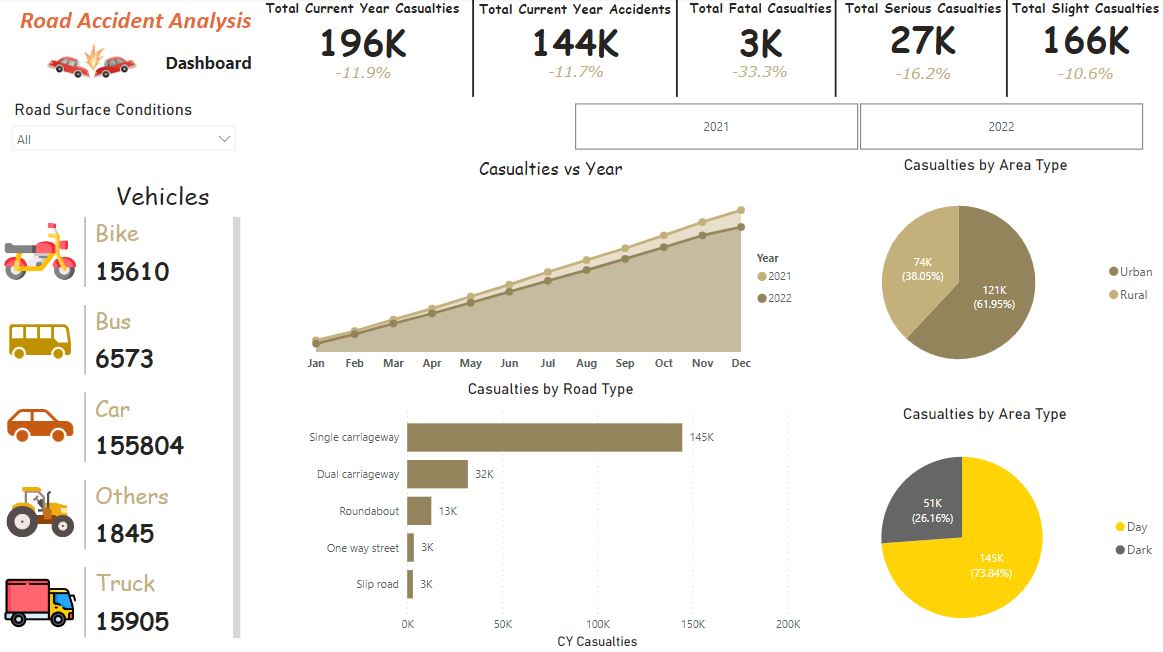 Road Accident Analysis
Dashboard
Total Current Year Casualties
196K
-11.9%
Total Current Year Accidents
144K
-11.7%
Total Fatal Casualties
3K
-33.3%
Total Serious Casualties
27K
-16.2%
Total Slight Casualties
166K
-10.6%
Road Surface Conditions
All
2021
2022
Vehicles
Bike
15610
Bus
6573
Car
155804
Others
1845
Truck
15905
Casualties vs Year
Year
2021
2022
Jan Feb Mar Apr May Jun Jul Aug Sep Oct Nov Dec
Casualties by Area Type
74K
(38.05%)
121K
(61.95%)
Urban
Rural
Casualties by Road Type
Single carriageway 145K
Dual carriageway 32K
Roundabout 13K
One way street 3K
Slip road 3K
0K 50K 100K 150K 200K
CY Casualties
Casualties by Area Type
51K
(26.16%)
145K
(73.84%)
Day
Dark